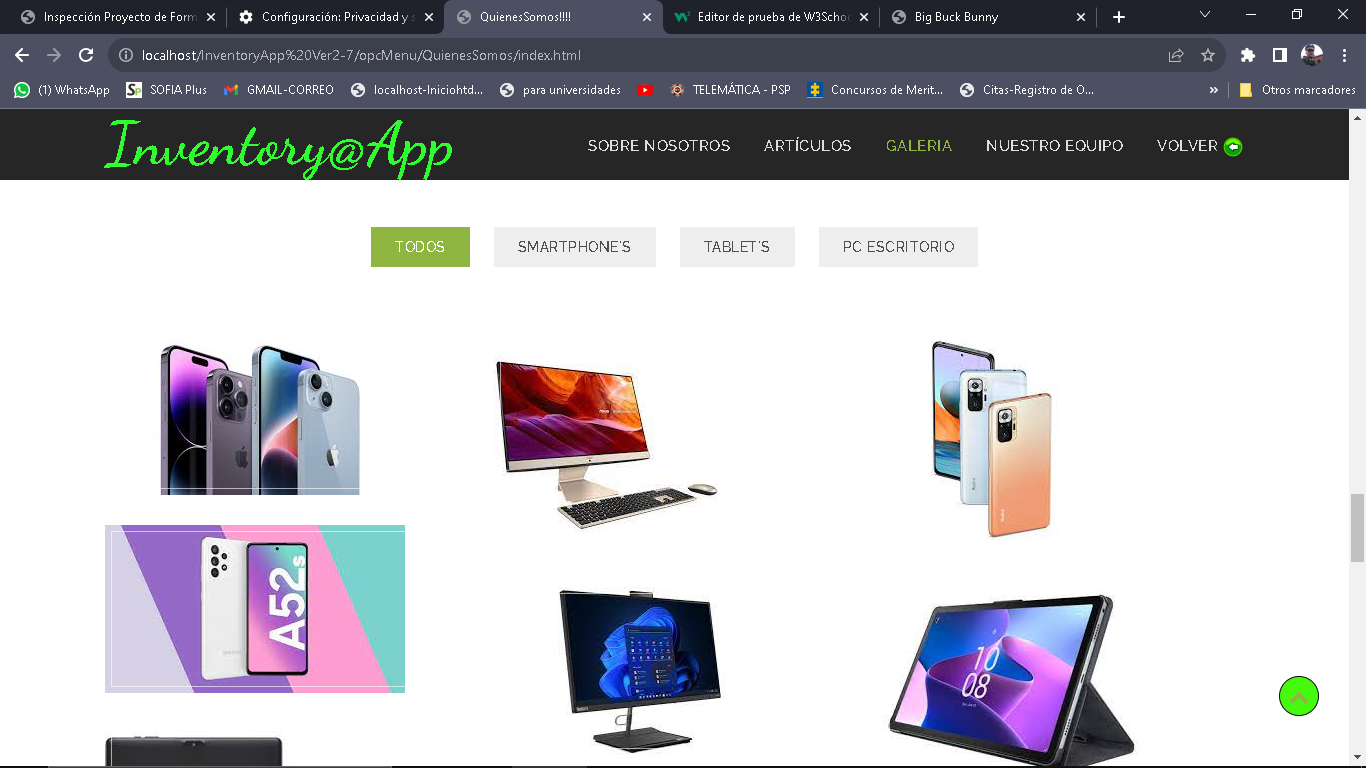 Inspección Proyecto de Form
Configuración: Privacidad y s
QuienesSomos!!!!
Editor de prueba de W3Schoo
Big Buck Bunny
localhost/InventoryApp%20Ver2-7/opcMenu/QuienesSomos/index.html
(1) WhatsApp
SOFIA Plus
GMAIL-CORREO
localhost-Iniciohtd...
para universidades
TELEMÁTICA - PSP
Concursos de Merit...
Citas-Registro de O...
»
Otros marcadores
Inventory@App
SOBRE NOSOTROS
ARTÍCULOS
GALERIA
NUESTRO EQUIPO
VOLVER
TODOS
SMARTPHONE'S
TABLET'S
PC ESCRITORIO
A52s
10
08